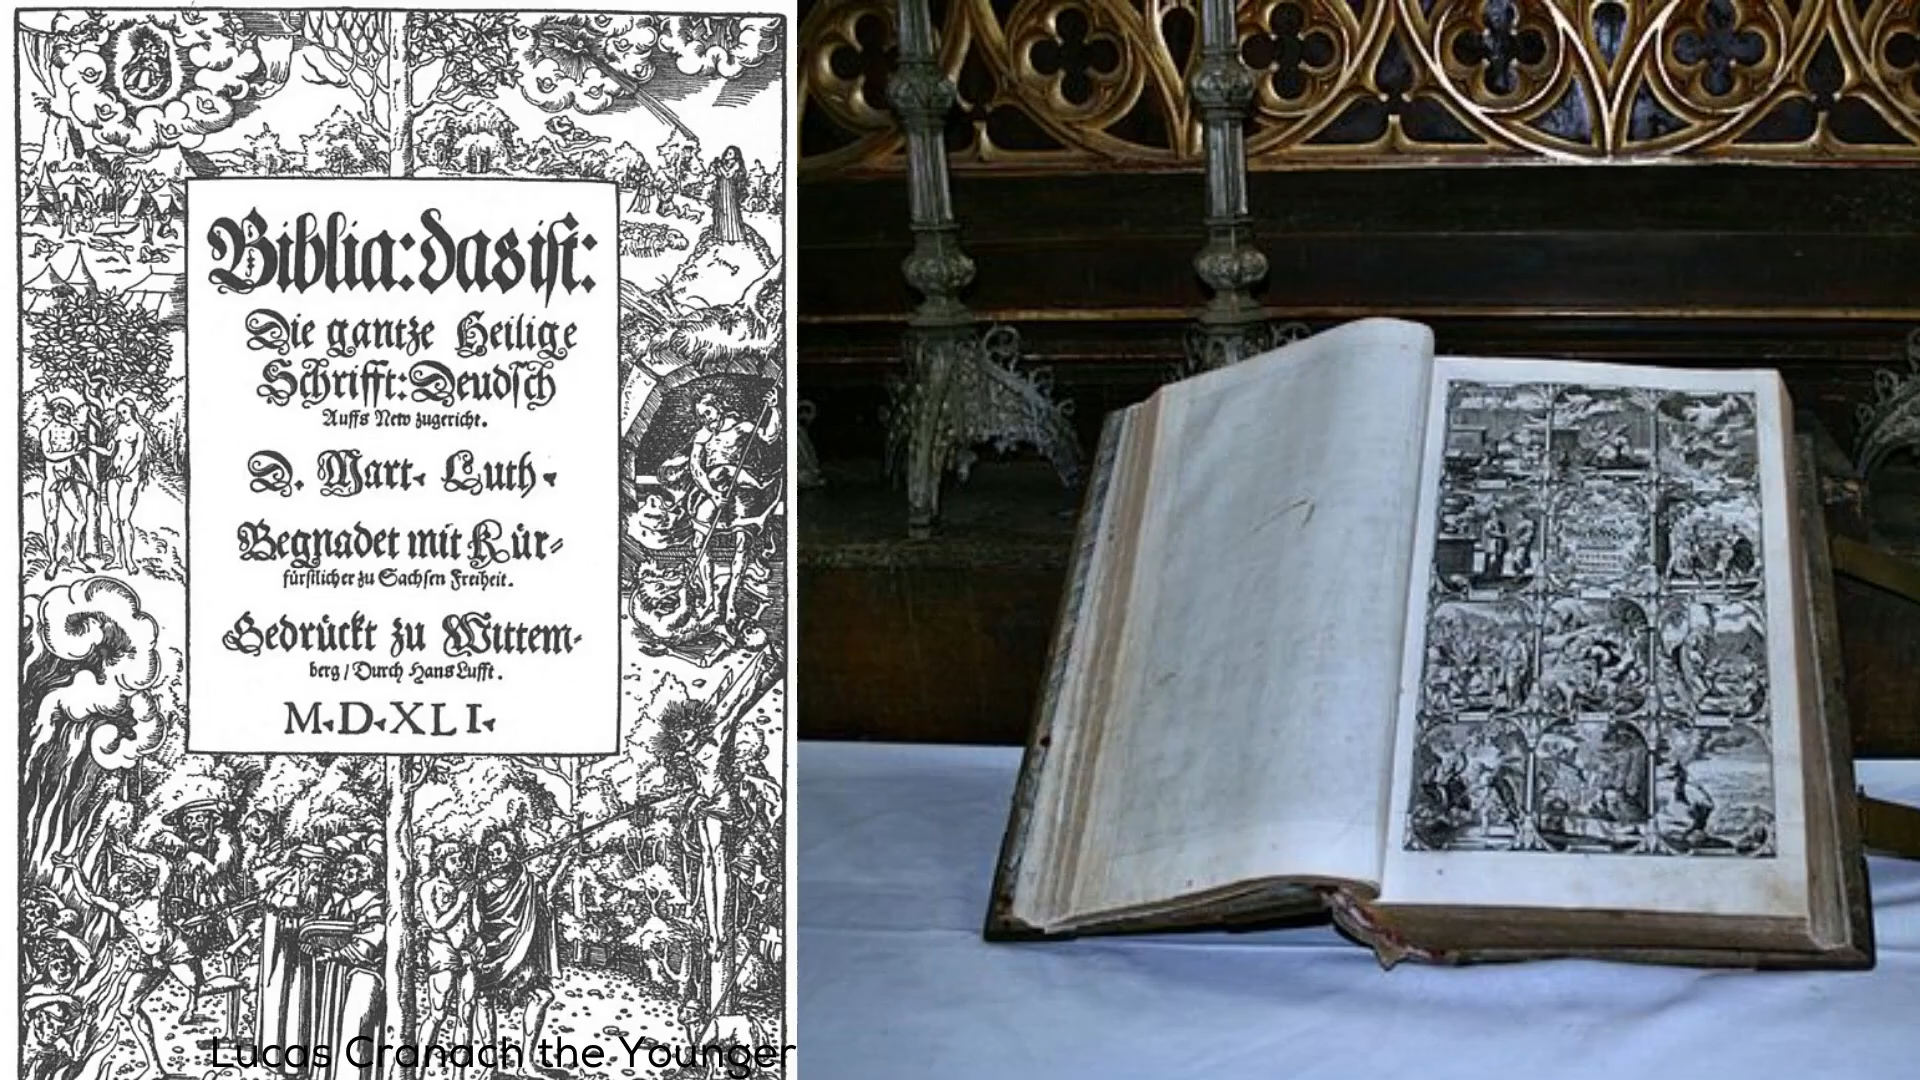 Biblia: das ist:
Die gantze Heilige
Schrifft: Deudsch
Auffs New zugericht.
D. Mart. Luth.
Begnadet mit Kür-
fürstlicher zu Sachsen Freiheit.
Gedrückt zu Wittem-
berg / Durch Hans Lufft.
M. D. XLI.
Lucas Cranach the Younger